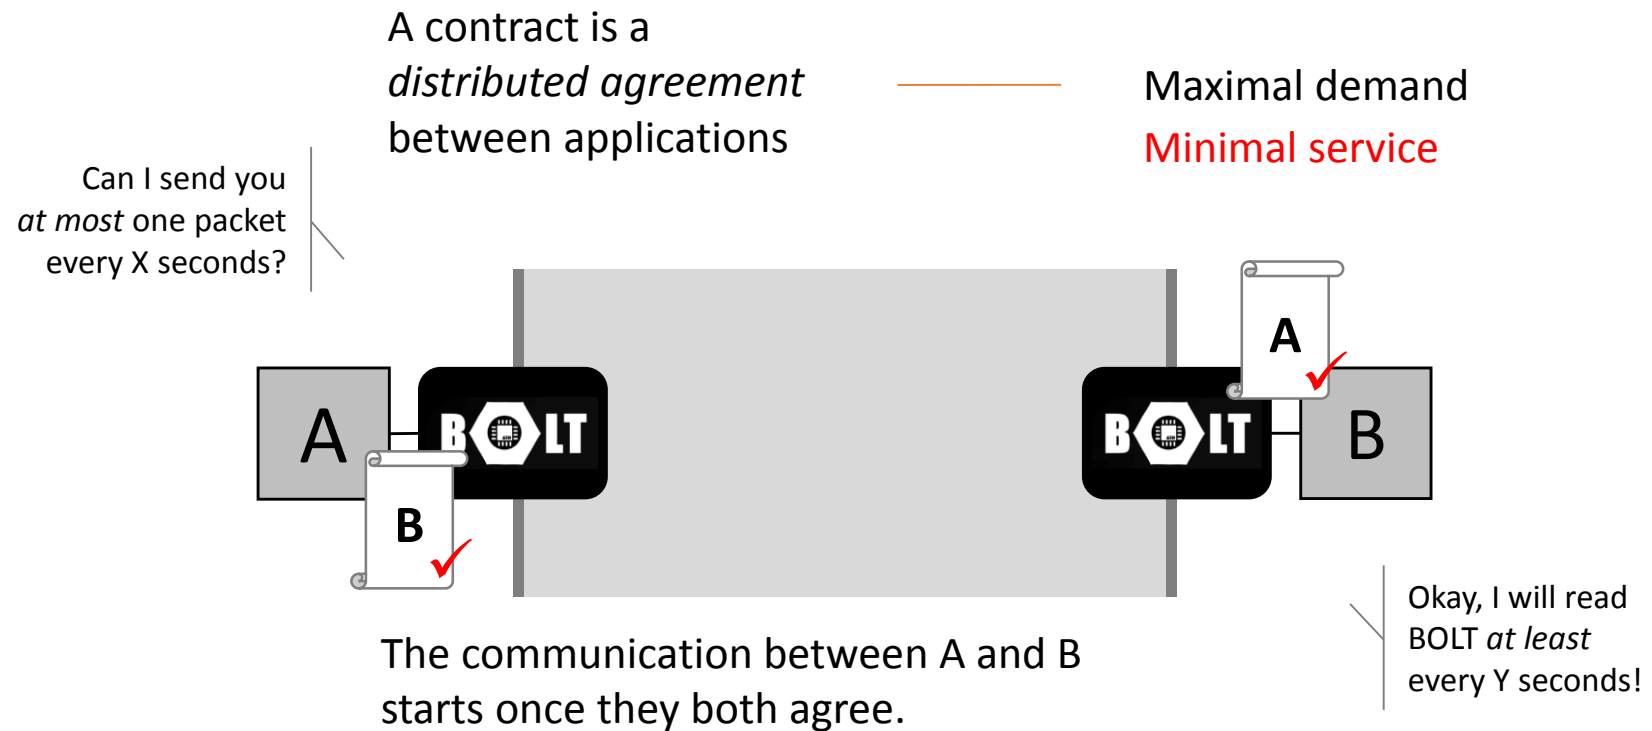 A contract is a
distributed agreement
between applications
Maximal demand
Minimal service
Can I send you
at most one packet
every X seconds?
A
A
BOLT
B
BOLT
B
Okay, I will read
BOLT at least
every Y seconds!
The communication between A and B
starts once they both agree.